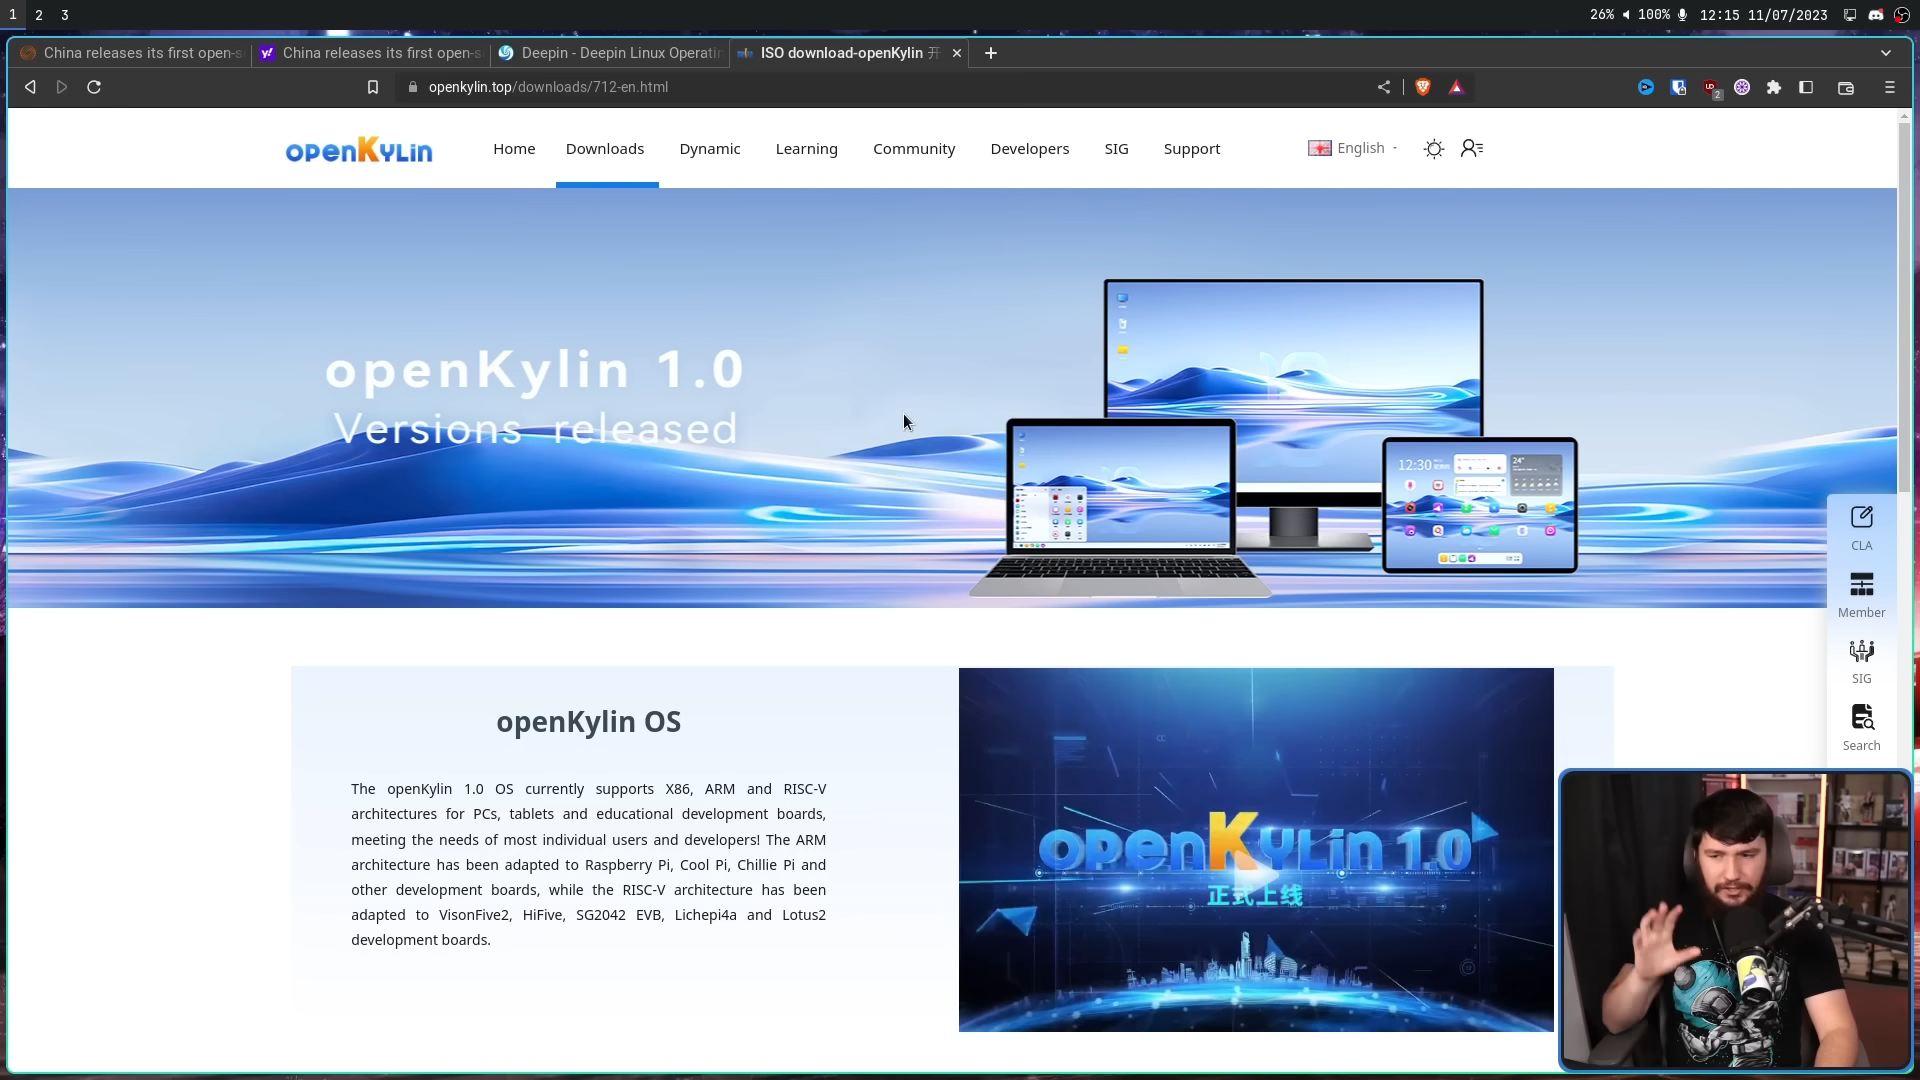 1 2 3
26% 100% 12:15 11/07/2023
China releases its first open-s
China releases its first open-s
Deepin - Deepin Linux Operatin
ISO download-openKylin 开
openkylin.top/downloads/712-en.html
2
openKylin
Home
Downloads
Dynamic
Learning
Community
Developers
SIG
Support
English
openKylin 1.0
Versions released
12:30
24°
CLA
Member
SIG
Search
openKylin OS
The openKylin 1.0 OS currently supports X86, ARM and RISC-V
architectures for PCs, tablets and educational development boards,
meeting the needs of most individual users and developers! The ARM
architecture has been adapted to Raspberry Pi, Cool Pi, Chillie Pi and
other development boards, while the RISC-V architecture has been
adapted to VisonFive2, HiFive, SG2042 EVB, Lichepi4a and Lotus2
development boards.
openKylin 1.0
正式上线